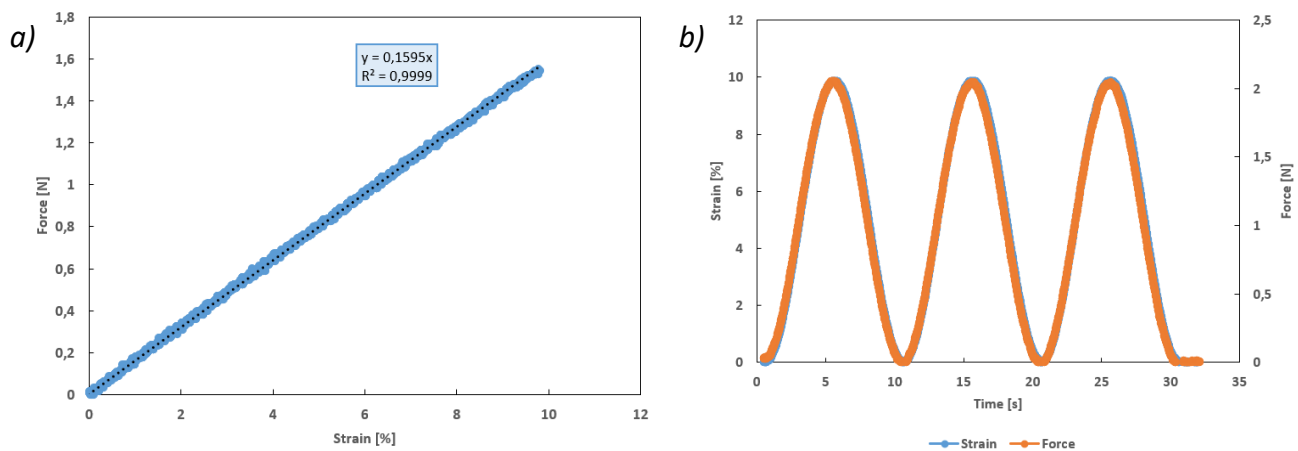 a)
Force [N]
1,8
1,6
1,4
1,2
1
0,8
0,6
0,4
0,2
0
y = 0,1595x
R² = 0,9999
0 2 4 6 8 10 12
Strain [%]
b)
Strain [%]
12
10
8
6
4
2
0
2,5
2
1,5
1
0,5
0
Force [N]
0 5 10 15 20 25 30 35
Time [s]
Strain Force